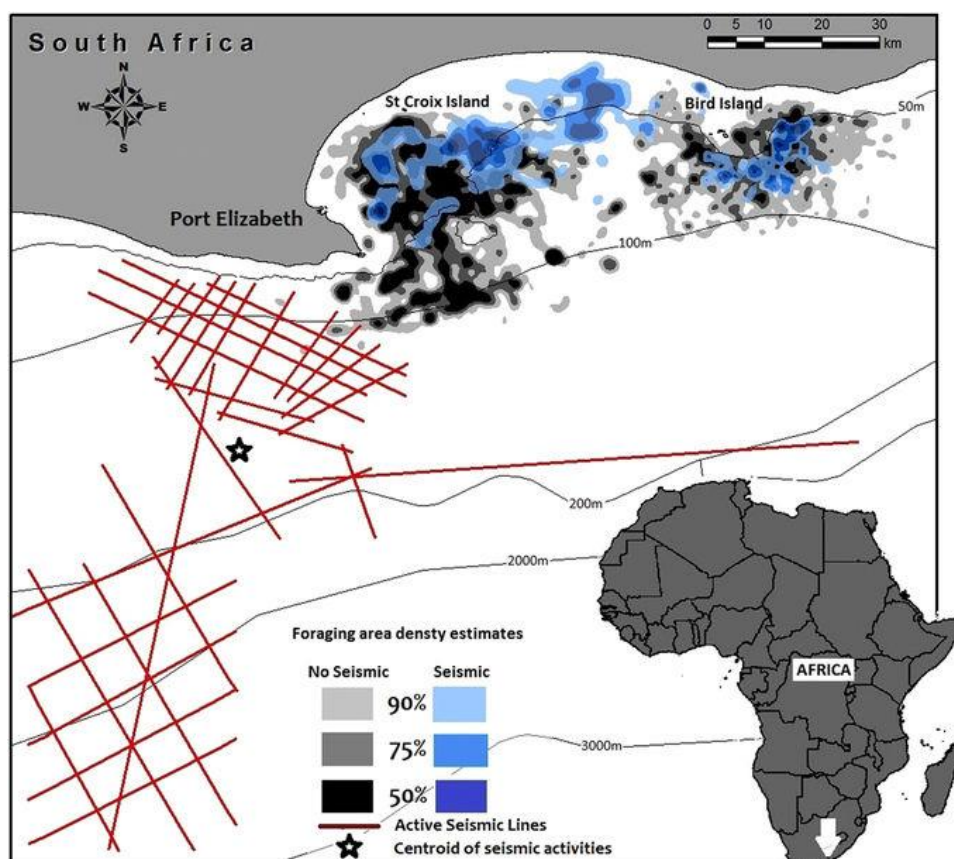 South Africa
0 5 10 20 30
km
N
W E
S
St Croix Island
Bird Island
50m
Port Elizabeth
100m
200m
2000m
Foraging area densty estimates
No Seismic Seismic
90%
75%
50%
Active Seismic Lines
Centroid of seismic activities
3000m
AFRICA